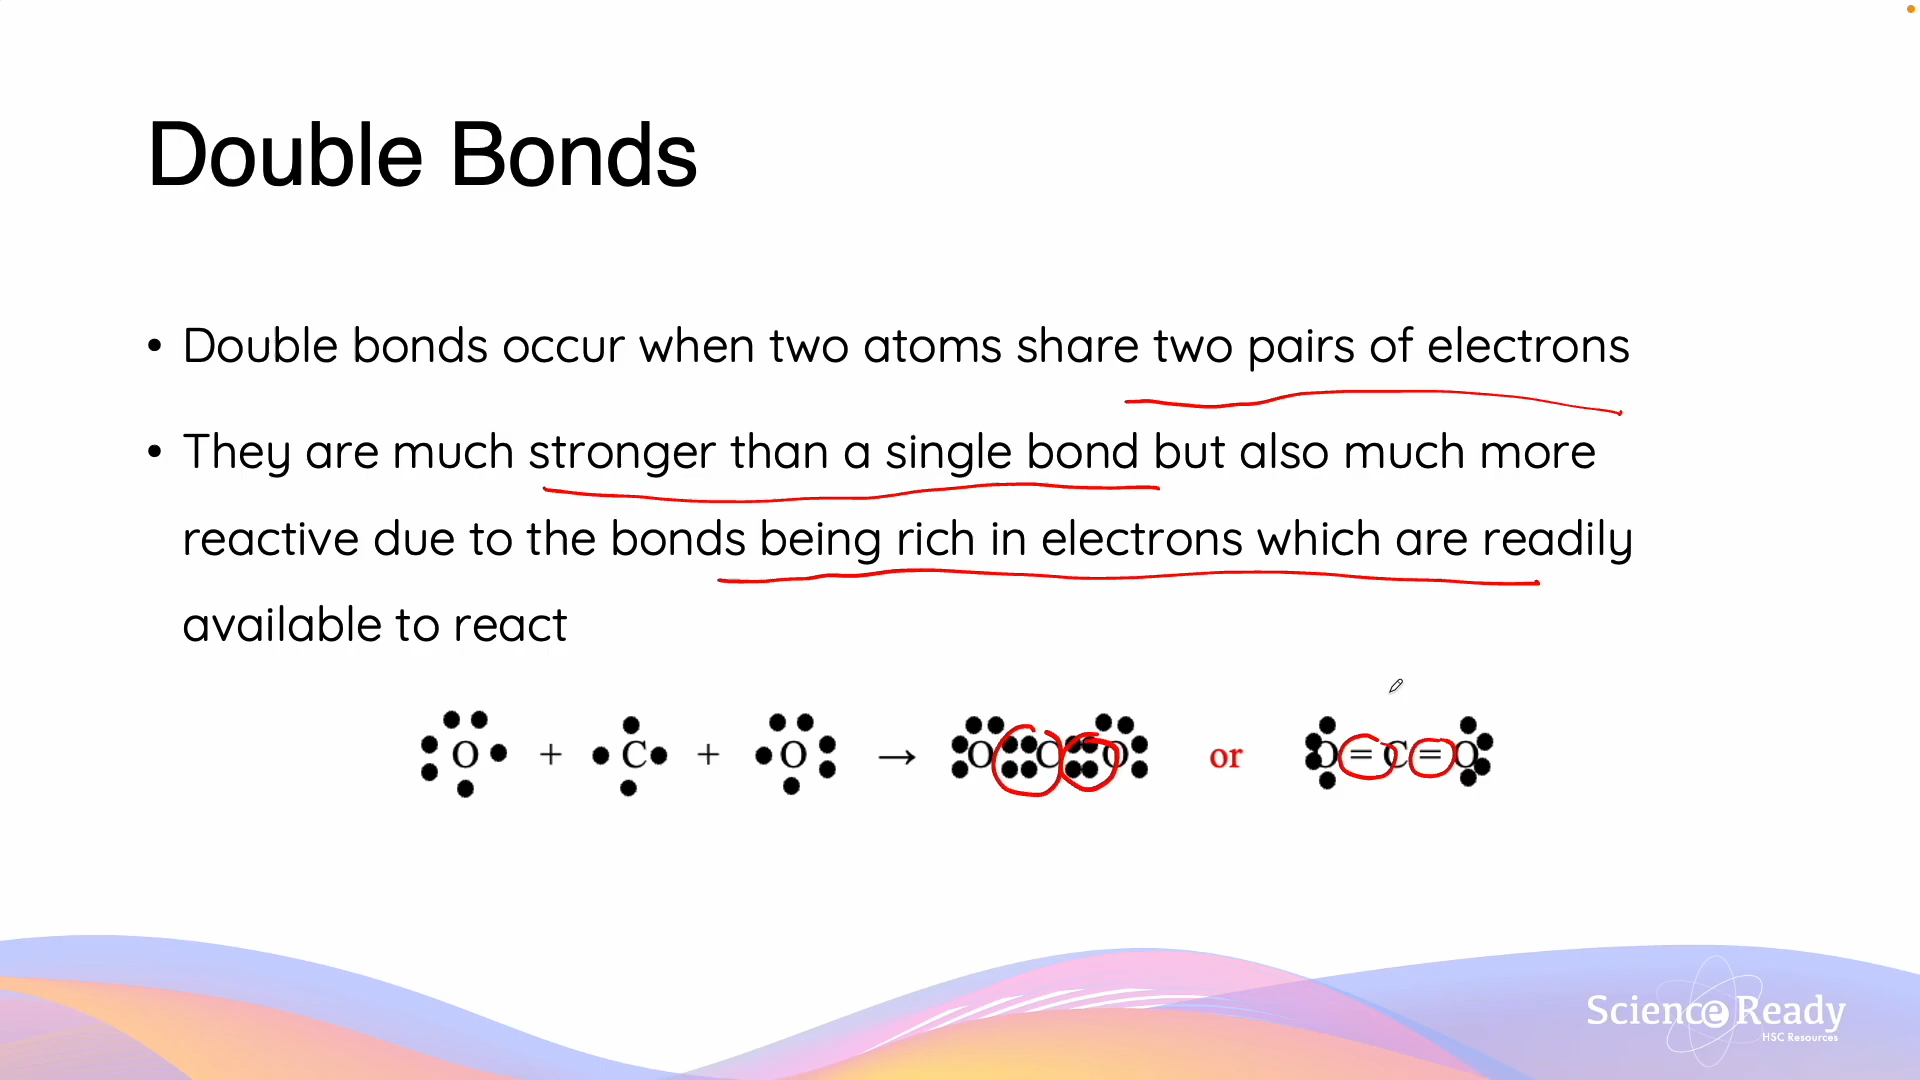 Double Bonds
• Double bonds occur when two atoms share two pairs of electrons
• They are much stronger than a single bond but also much more
reactive due to the bonds being rich in electrons which are readily
available to react
O + C + O → O C O or O = C = O
Science Ready
HSC Resources